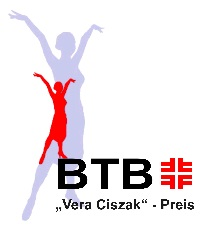 BTB
„Vera Ciszak“ - Preis